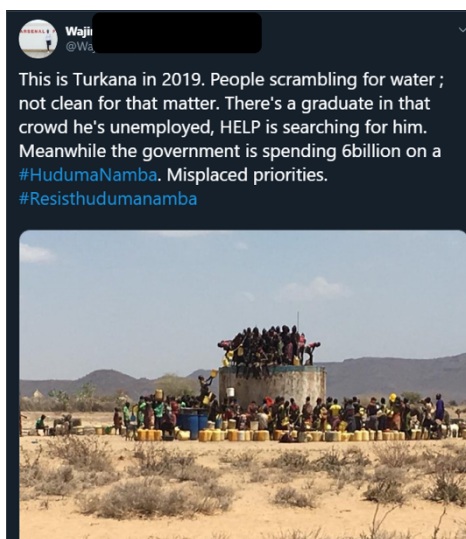 This is Turkana in 2019. People scrambling for water ;
not clean for that matter. There's a graduate in that
crowd he's unemployed, HELP is searching for him.
Meanwhile the government is spending 6billion on a
#HudumaNamba. Misplaced priorities.
#Resisthudumanamba